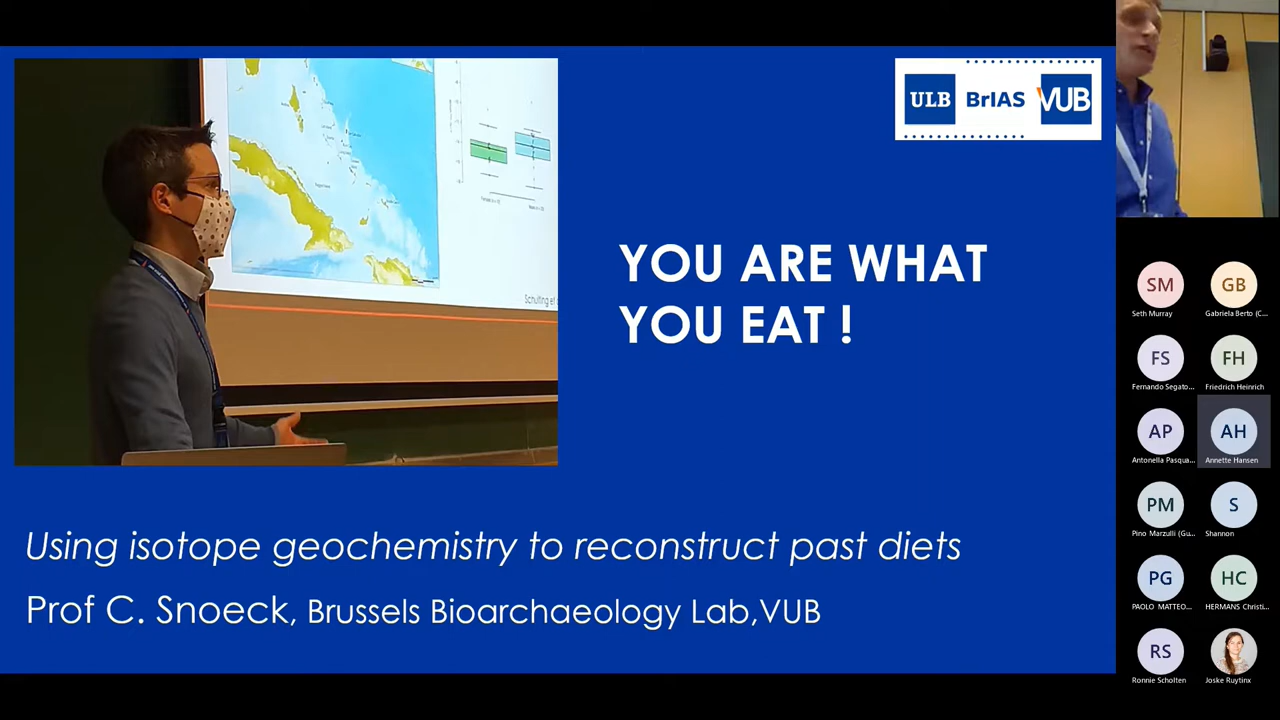 ULB BrIAS VUB
YOU ARE WHAT
YOU EAT !
Using isotope geochemistry to reconstruct past diets
Prof C. Snoeck, Brussels Bioarchaeology Lab,VUB
SM GB
Seth Murray Gabriela Berto (C...
FS FH
Fernando Segato... Friedrich Heinrich
AP AH
Antonella Pasqua... Annette Hansen
PM S
Pino Marzulli (Gu... Shannon
PG HC
PAOLO MATTEO... HERMANS Christi...
RS
Ronnie Scholten Joske Ruytinx